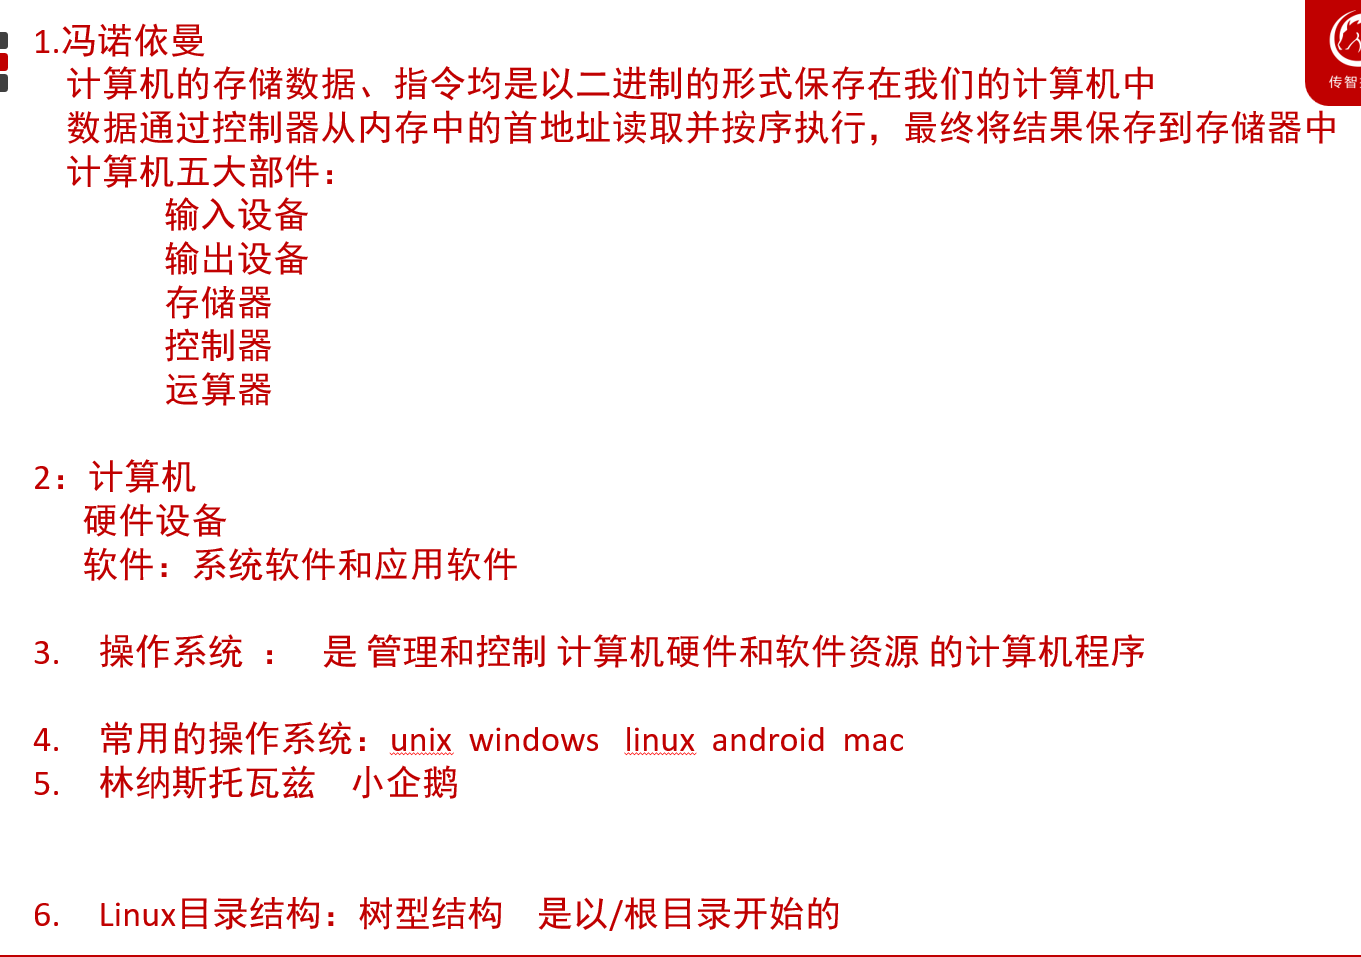 1.冯诺依曼
计算机的存储数据、指令均是以二进制的形式保存在我们的计算机中
数据通过控制器从内存中的首地址读取并按序执行，最终将结果保存到存储器中
计算机五大部件：
输入设备
输出设备
存储器
控制器
运算器
2：计算机
硬件设备
软件：系统软件和应用软件
3. 操作系统 ： 是 管理和控制 计算机硬件和软件资源 的计算机程序
4. 常用的操作系统：unix windows linux android mac
5. 林纳斯托瓦兹 小企鹅
6. Linux目录结构：树型结构 是以/根目录开始的
传智